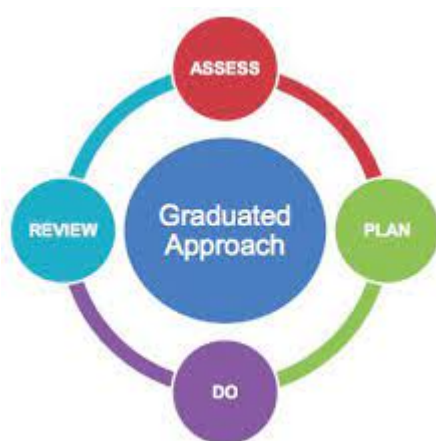 ASSESS
REVIEW
Graduated
Approach
PLAN
DO